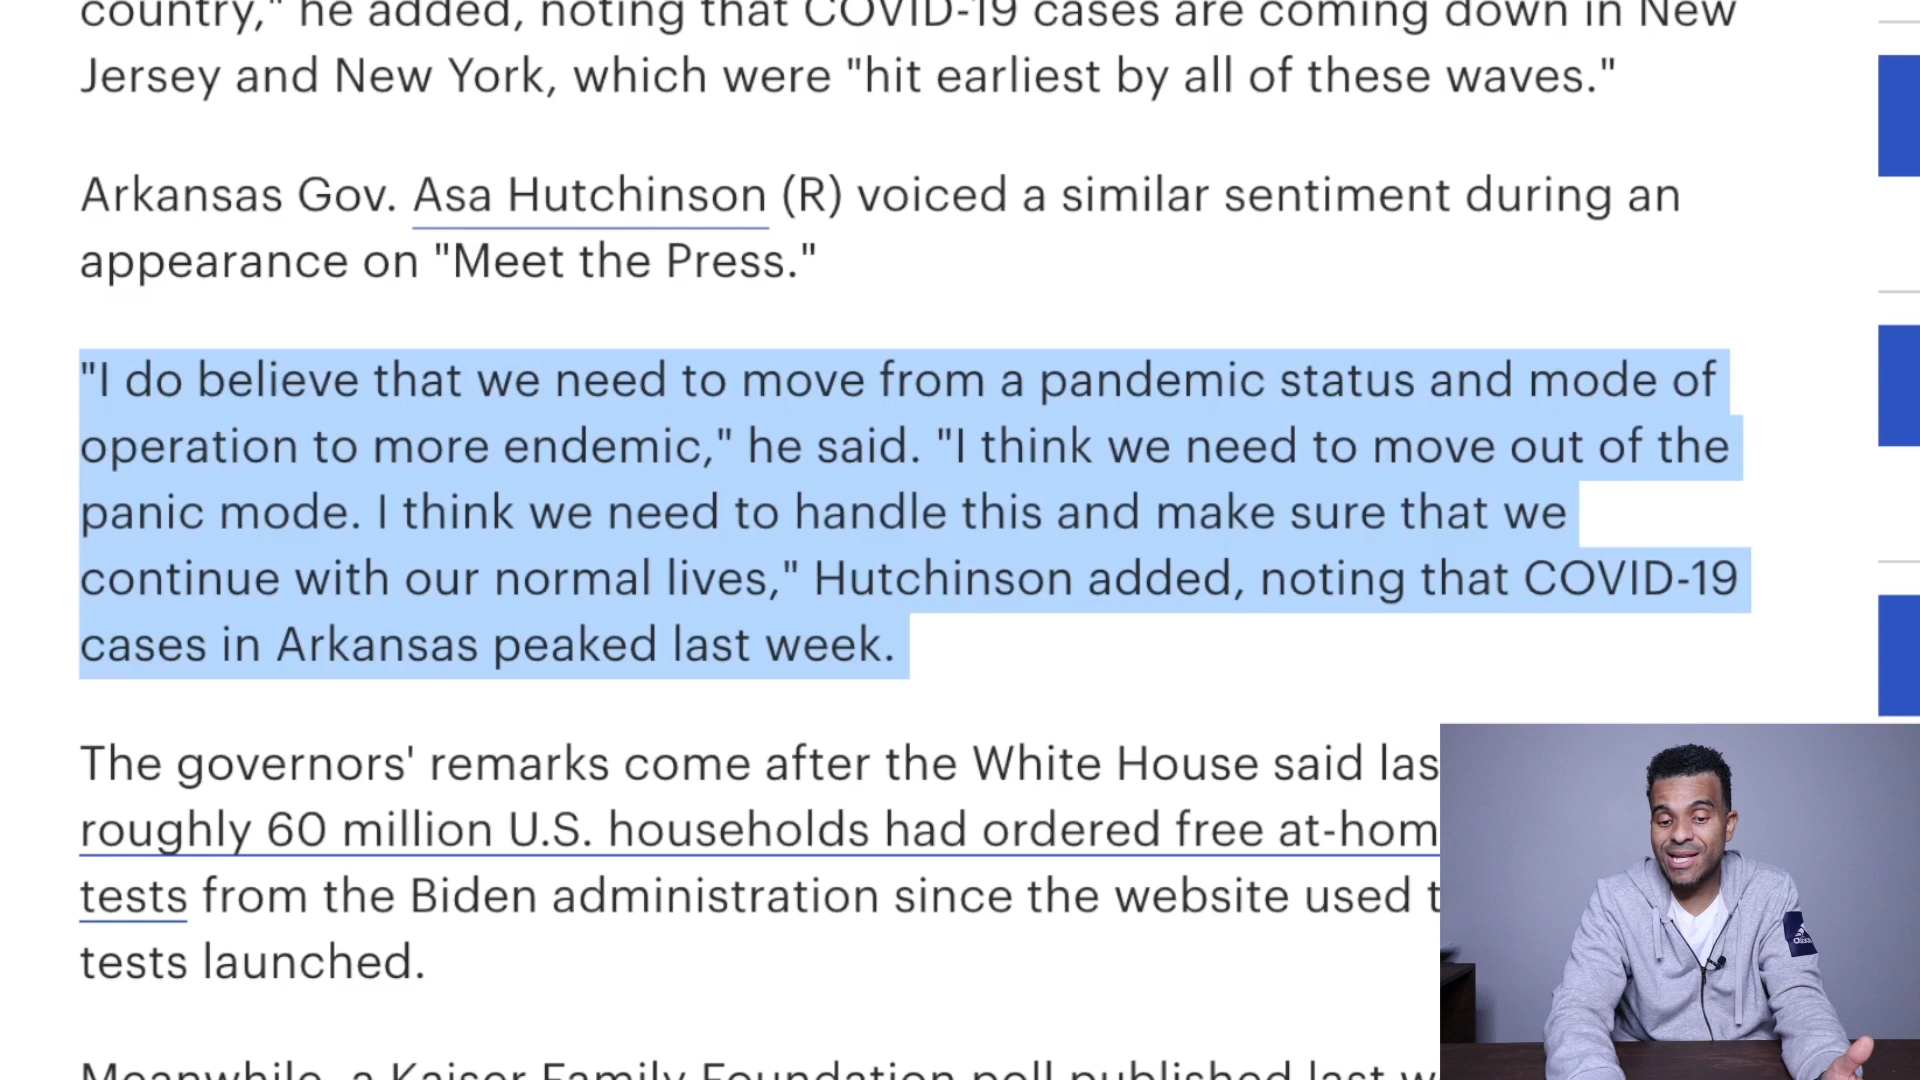 country," he added, noting that COVID-19 cases are coming down in New
Jersey and New York, which were "hit earliest by all of these waves."
Arkansas Gov. Asa Hutchinson (R) voiced a similar sentiment during an
appearance on "Meet the Press."
"I do believe that we need to move from a pandemic status and mode of
operation to more endemic," he said. "I think we need to move out of the
panic mode. I think we need to handle this and make sure that we
continue with our normal lives," Hutchinson added, noting that COVID-19
cases in Arkansas peaked last week.
The governors' remarks come after the White House said las
roughly 60 million U.S. households had ordered free at-hom
tests from the Biden administration since the website used t
tests launched.
Meanwhile, a Kaiser Family Foundation poll published last w
adidas